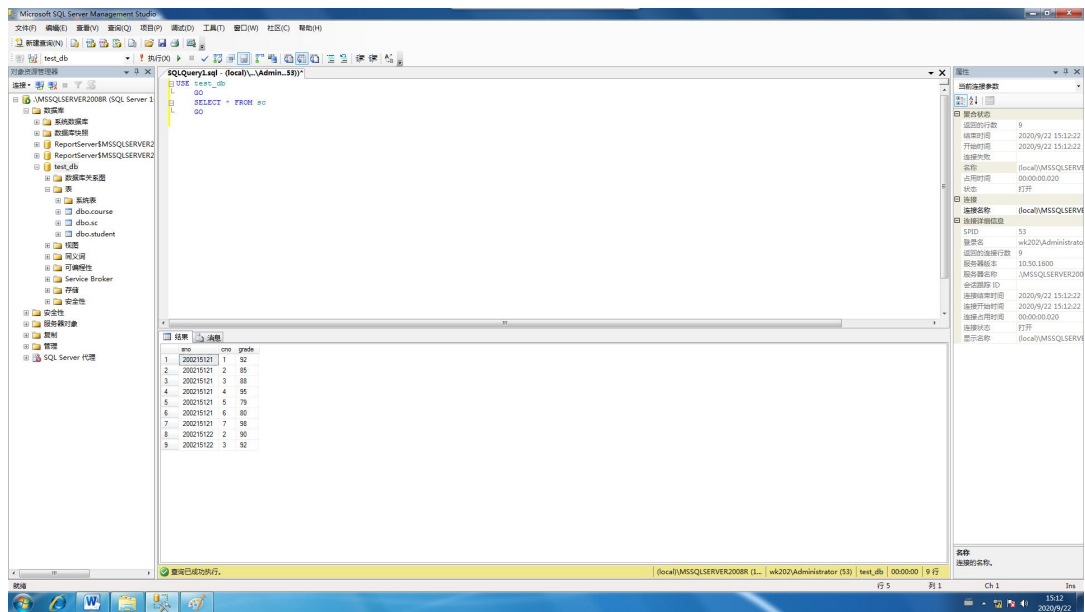 Microsoft SQL Server Management Studio
文件(F) 编辑(E) 查看(V) 查询(Q) 项目(P) 调试(D) 工具(T) 窗口(W) 社区(C) 帮助(H)
新建查询(N)
test_db 执行(X)
对象资源管理器
连接
.\MSSQLSERVER2008R (SQL Server 1
数据库
系统数据库
数据库快照
ReportServer$MSSQLSERVER2
ReportServer$MSSQLSERVER2
test_db
数据库关系图
表
系统表
dbo.course
dbo.sc
dbo.student
视图
同义词
可编程性
Service Broker
存储
安全性
安全性
服务器对象
复制
管理
SQL Server 代理
SQLQuery1.sql - (local)\...\Admin...53))*
USE test_db
GO
SELECT * FROM sc
GO
结果 消息
sno cno grade
1 200215121 1 92
2 200215121 2 85
3 200215121 3 88
4 200215121 4 95
5 200215121 5 79
6 200215121 6 80
7 200215121 7 98
8 200215122 2 90
9 200215122 3 92
查询已成功执行。 (local)\MSSQLSERVER2008R (1... wk202\Administrator (53) test_db 00:00:00 9 行
属性
当前连接参数
聚合状态
返回的行数 9
结束时间 2020/9/22 15:12:22
开始时间 2020/9/22 15:12:22
连接失败
名称 (local)\MSSQLSERVE
占用时间 00:00:00.020
状态 打开
连接
连接名称 (local)\MSSQLSERVE
连接详细信息
SPID 53
登录名 wk202\Administrato
返回的连接行数 9
服务器版本 10.50.1600
服务器名称 .\MSSQLSERVER200
会话跟踪 ID
连接结束时间 2020/9/22 15:12:22
连接开始时间 2020/9/22 15:12:22
连接占用时间 00:00:00.020
连接状态 打开
显示名称 (local)\MSSQLSERVE
名称
连接的名称。
就绪 行 5 列 1 Ch 1 Ins
15:12
2020/9/22